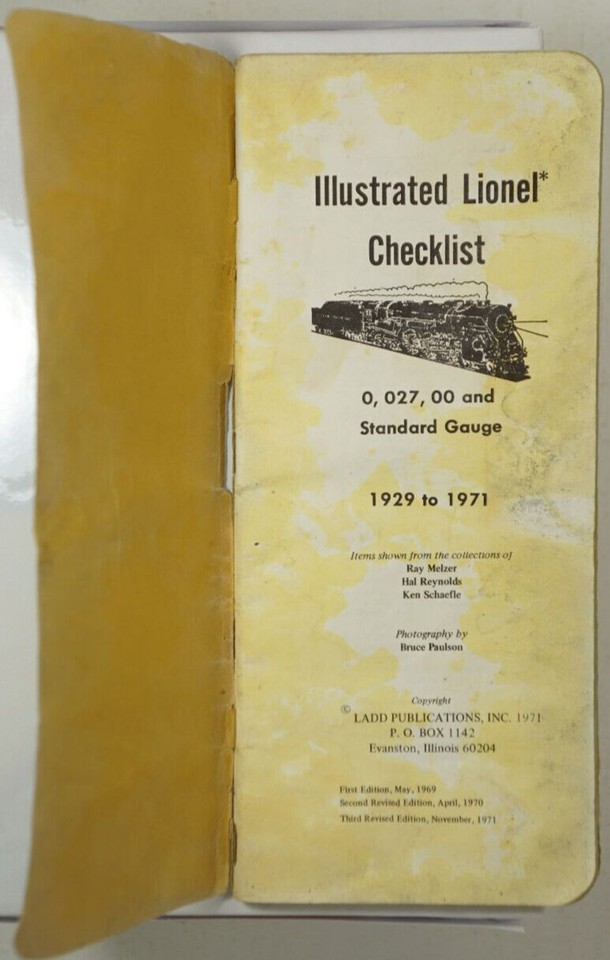 Illustrated Lionel*
Checklist
0, 027, 00 and
Standard Gauge
1929 to 1971
Items shown from the collections of
Ray Melzer
Hal Reynolds
Ken Schaefle
Photography by
Bruce Paulson
Copyright
© LADD PUBLICATIONS, INC. 1971
P. O. BOX 1142
Evanston, Illinois 60204
First Edition, May, 1969
Second Revised Edition, April, 1970
Third Revised Edition, November, 1971